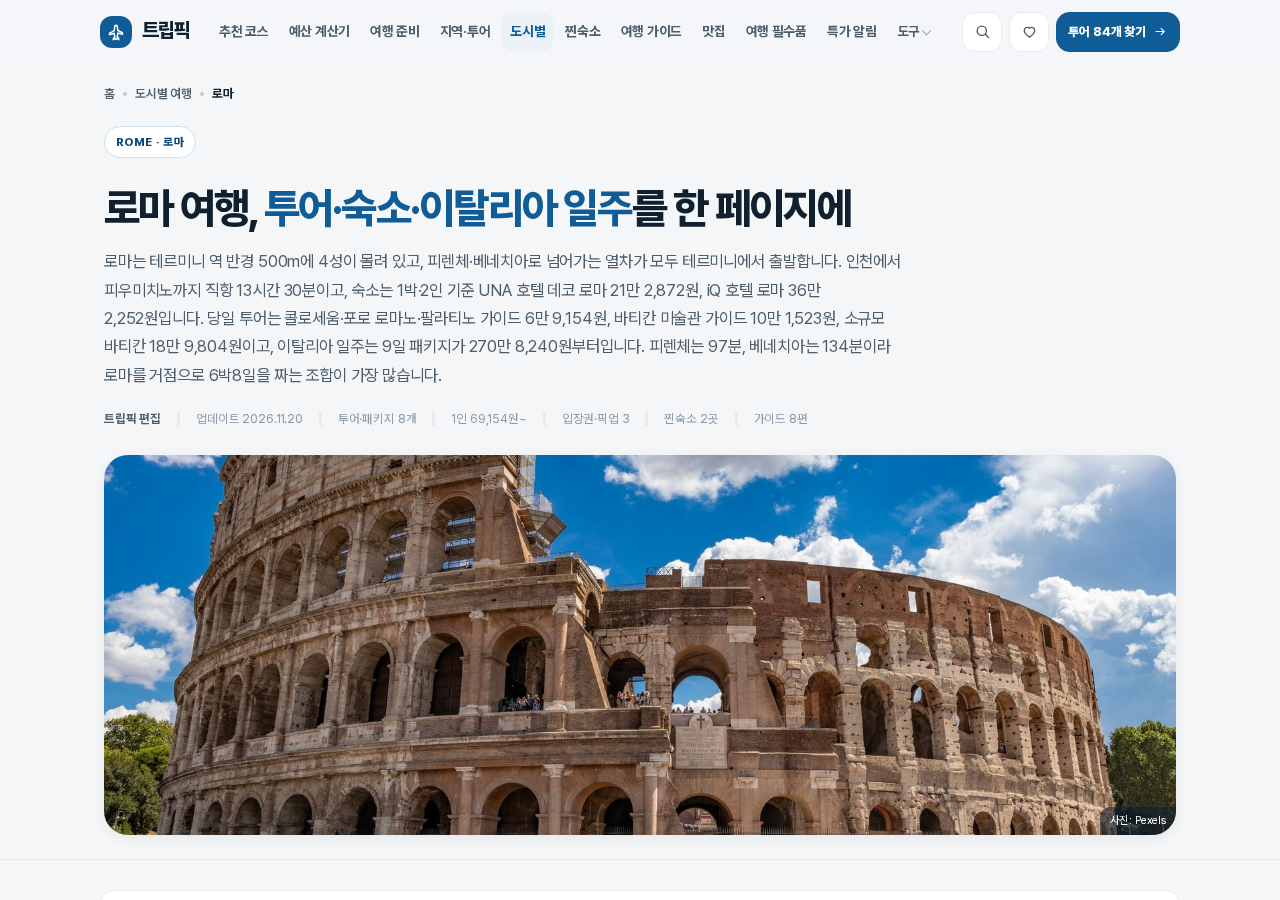 트립픽
추천 코스 예산 계산기 여행 준비 지역·투어 도시별 찐숙소 여행 가이드 맛집 여행 필수품 특가 알림 도구
투어 84개 찾기 →
홈 • 도시별 여행 • 로마
ROME · 로마
로마 여행, 투어·숙소·이탈리아 일주를 한 페이지에
로마는 테르미니 역 반경 500m에 4성이 몰려 있고, 피렌체·베네치아로 넘어가는 열차가 모두 테르미니에서 출발합니다. 인천에서
피우미치노까지 직항 13시간 30분이고, 숙소는 1박2인 기준 UNA 호텔 데코 로마 21만 2,872원, iQ 호텔 로마 36만
2,252원입니다. 당일 투어는 콜로세움·포로 로마노·팔라티노 가이드 6만 9,154원, 바티칸 미술관 가이드 10만 1,523원, 소규모
바티칸 18만 9,804원이고, 이탈리아 일주는 9일 패키지가 270만 8,240원부터입니다. 피렌체는 97분, 베네치아는 134분이라
로마를 거점으로 6박8일을 짜는 조합이 가장 많습니다.
트립픽 편집 | 업데이트 2026.11.20 | 투어·패키지 8개 | 1인 69,154원~ | 입장권·픽업 3 | 찐숙소 2곳 | 가이드 8편
사진: Pexels